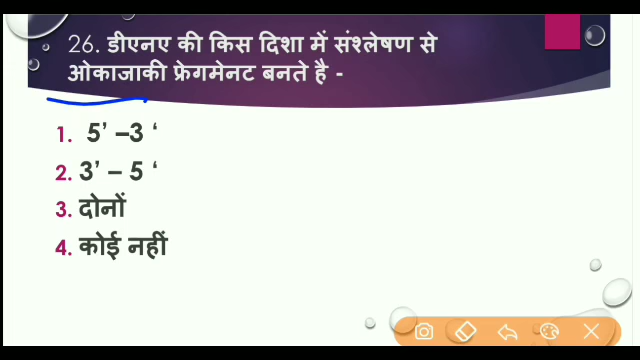 26. डीएनए की किस दिशा में संश्लेषण से
ओकाजाकी फ्रेगमेनट बनते है -
1. 5’ –3 ‘
2. 3’ – 5 ‘
3. दोनों
4. कोई नहीं